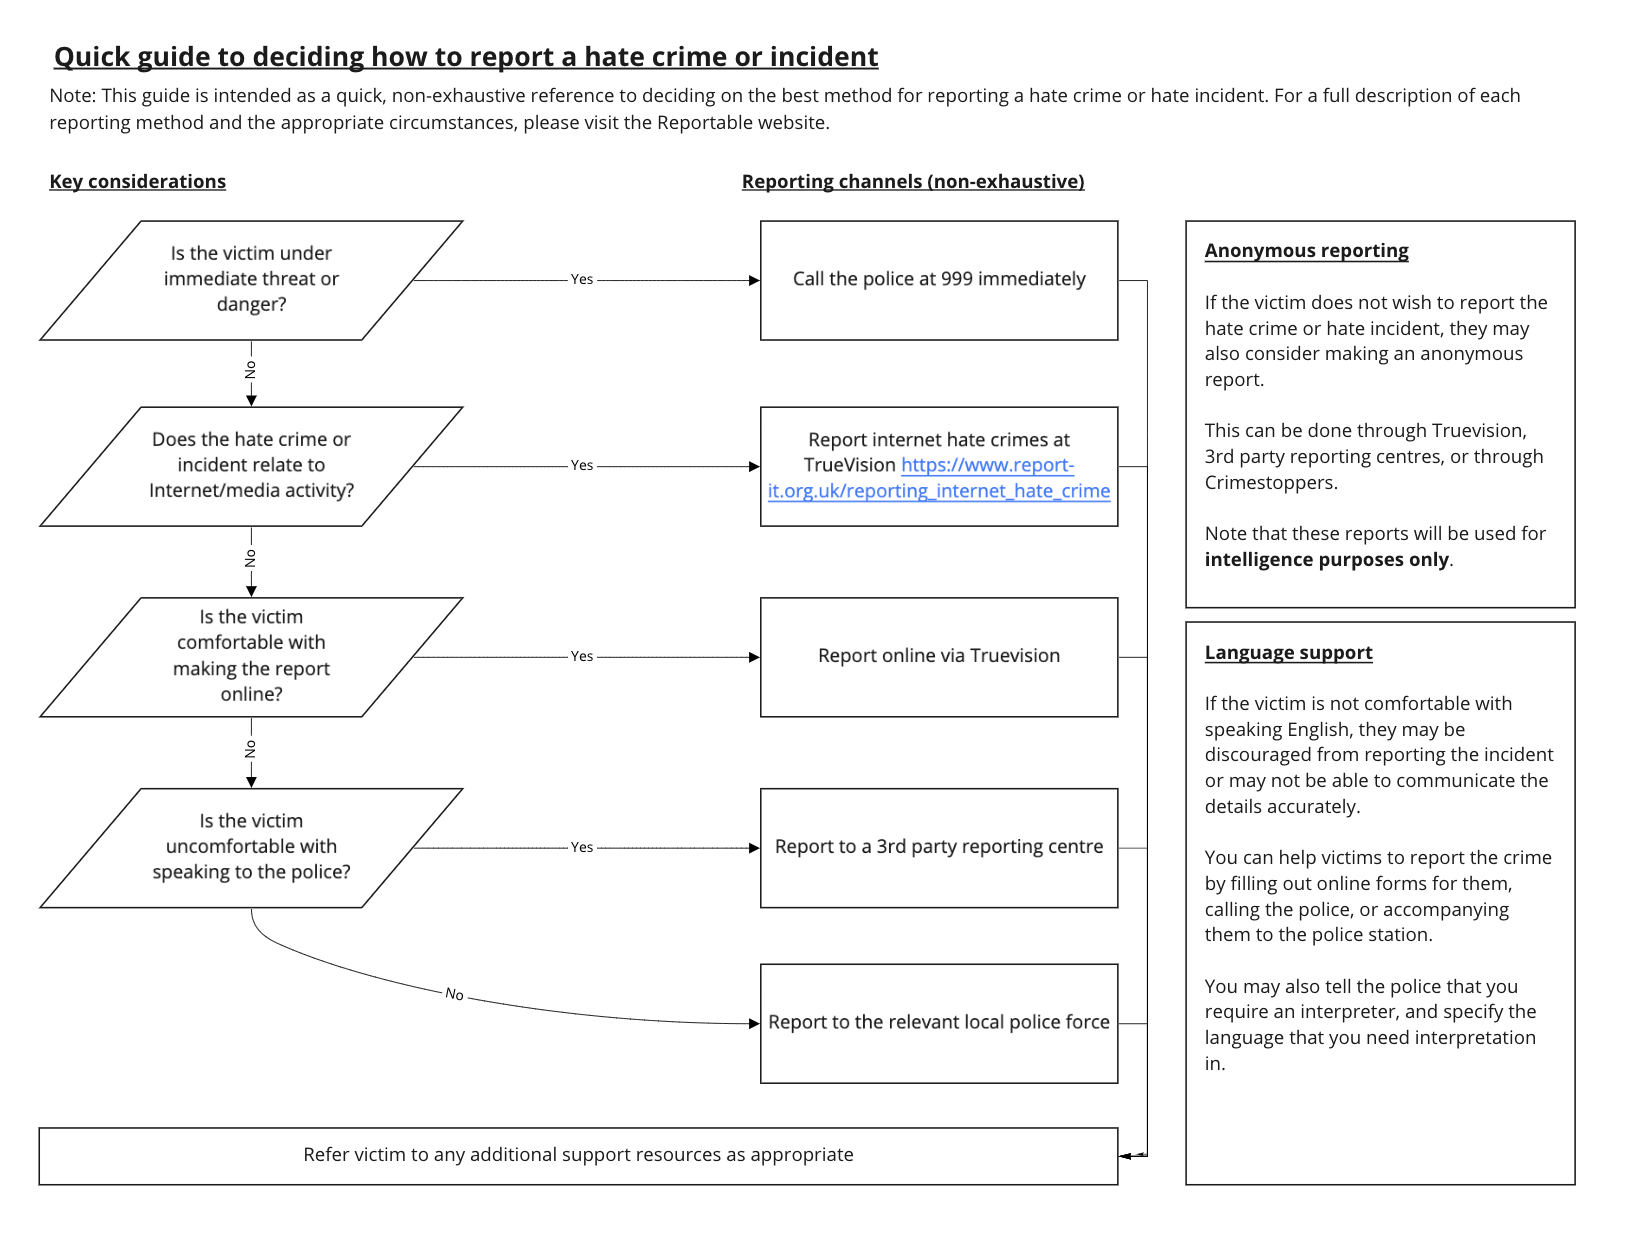 Quick guide to deciding how to report a hate crime or incident
Note: This guide is intended as a quick, non-exhaustive reference to deciding on the best method for reporting a hate crime or hate incident. For a full description of each
reporting method and the appropriate circumstances, please visit the Reportable website.
Key considerations
Reporting channels (non-exhaustive)
Is the victim under
immediate threat or
danger?
Yes
Call the police at 999 immediately
No
Does the hate crime or
incident relate to
Internet/media activity?
Yes
Report internet hate crimes at
TrueVision https://www.report-
it.org.uk/reporting_internet_hate_crime
No
Is the victim
comfortable with
making the report
online?
Yes
Report online via Truevision
No
Is the victim
uncomfortable with
speaking to the police?
Yes
Report to a 3rd party reporting centre
No
Report to the relevant local police force
Refer victim to any additional support resources as appropriate
Anonymous reporting
If the victim does not wish to report the
hate crime or hate incident, they may
also consider making an anonymous
report.
This can be done through Truevision,
3rd party reporting centres, or through
Crimestoppers.
Note that these reports will be used for
intelligence purposes only.
Language support
If the victim is not comfortable with
speaking English, they may be
discouraged from reporting the incident
or may not be able to communicate the
details accurately.
You can help victims to report the crime
by filling out online forms for them,
calling the police, or accompanying
them to the police station.
You may also tell the police that you
require an interpreter, and specify the
language that you need interpretation
in.